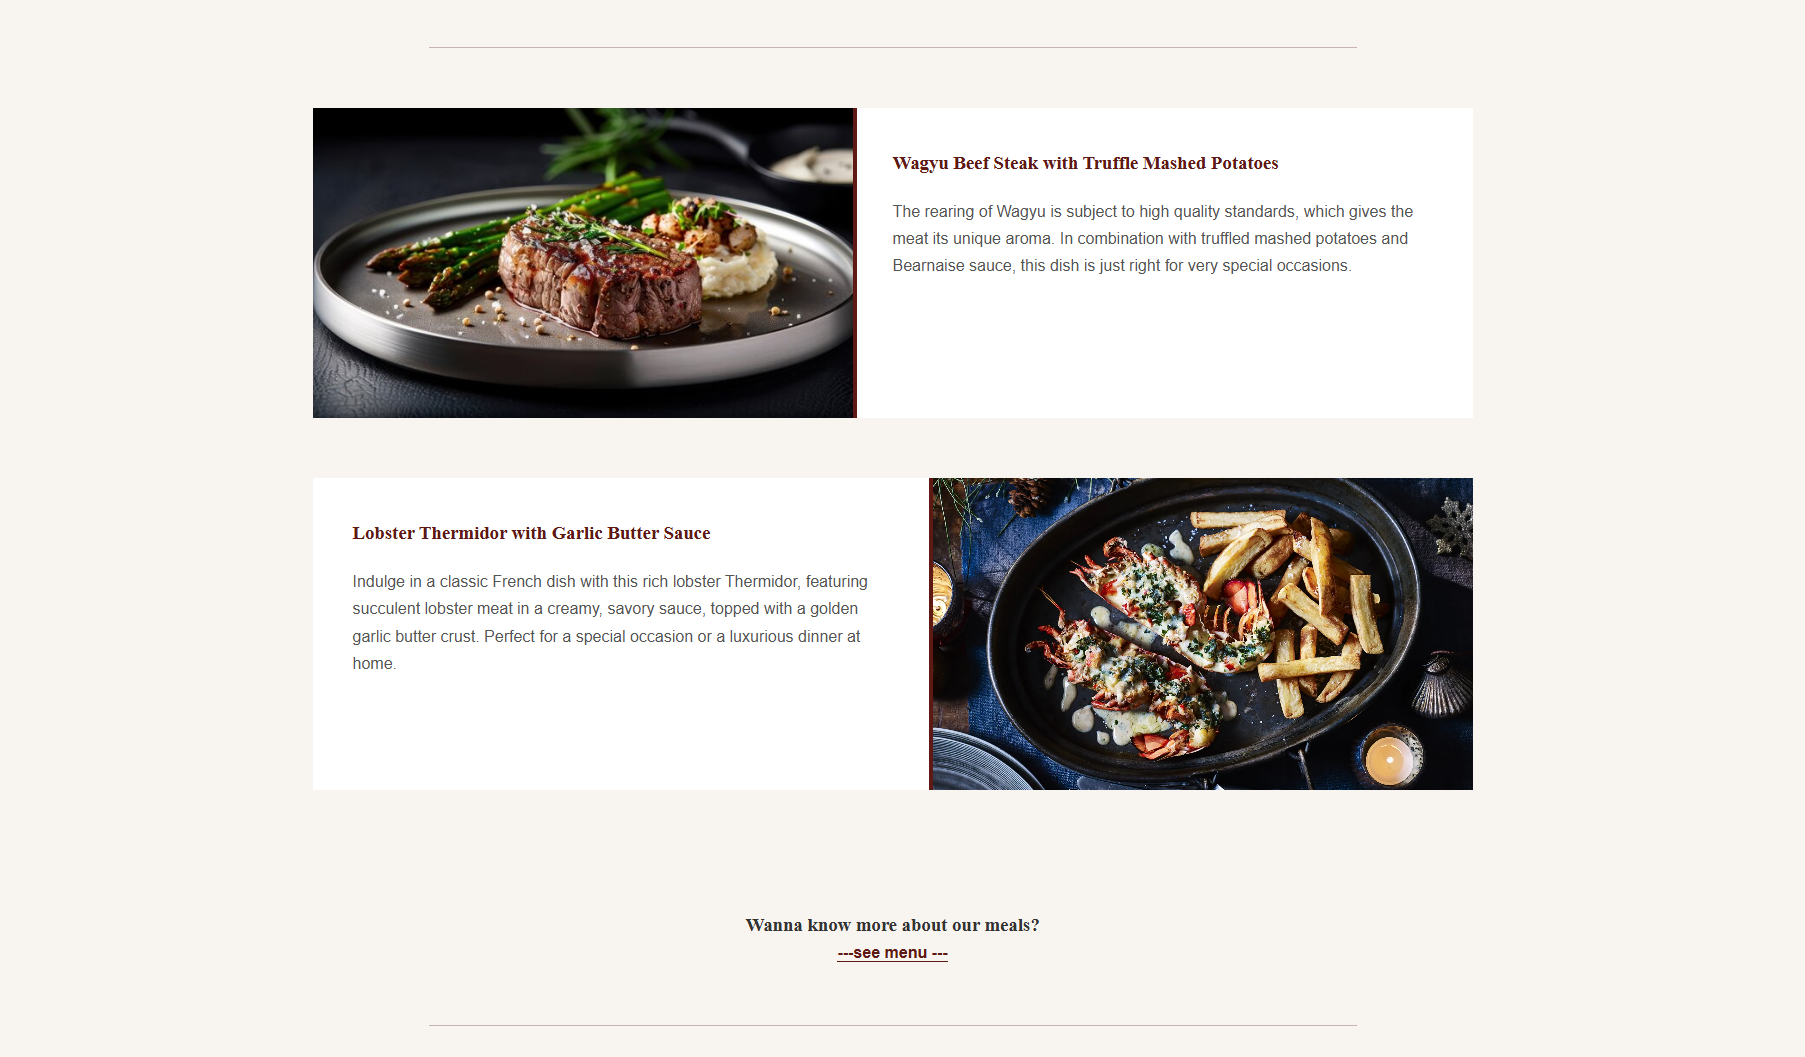 Wagyu Beef Steak with Truffle Mashed Potatoes
The rearing of Wagyu is subject to high quality standards, which gives the
meat its unique aroma. In combination with truffled mashed potatoes and
Bearnaise sauce, this dish is just right for very special occasions.
Lobster Thermidor with Garlic Butter Sauce
Indulge in a classic French dish with this rich lobster Thermidor, featuring
succulent lobster meat in a creamy, savory sauce, topped with a golden
garlic butter crust. Perfect for a special occasion or a luxurious dinner at
home.
Wanna know more about our meals?
---see menu ---